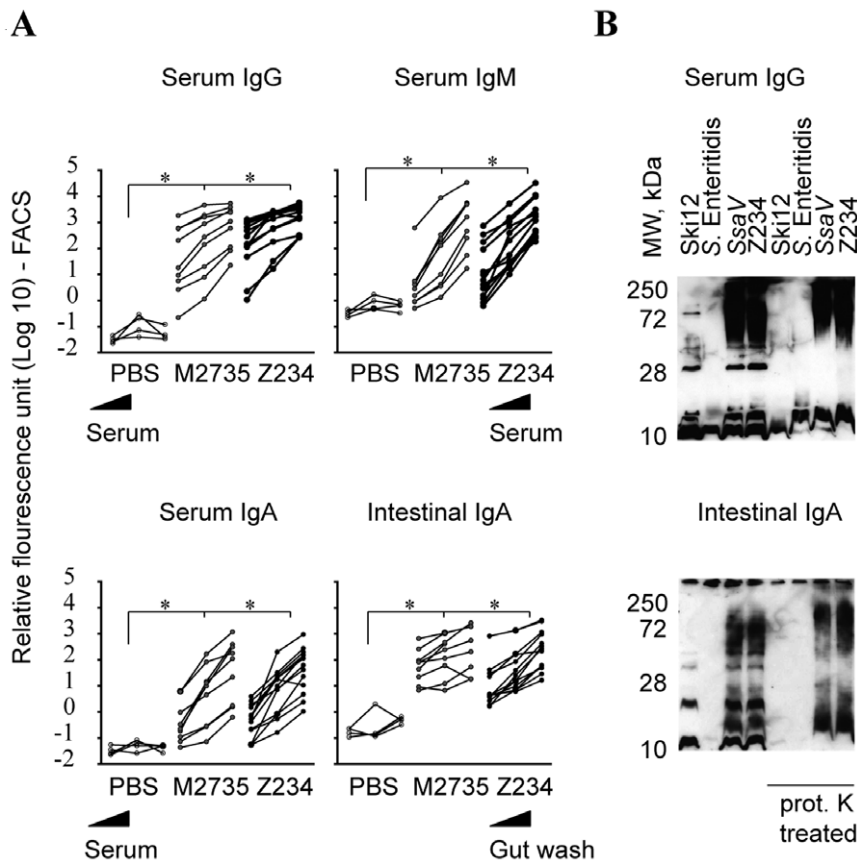 A
B
Serum IgG
Serum IgM
Serum IgG
Relative flourescence unit (Log 10) - FACS
5
4
3
2
1
0
-1
-2
*
*
*
*
PBS M2735 Z234
PBS M2735 Z234
Serum
Serum
MW, kDa
Ski12
S. Enteritidis
SsaV
Z234
Ski12
S. Enteritidis
SsaV
Z234
250
72
28
10
Serum IgA
Intestinal IgA
Intestinal IgA
5
4
3
2
1
0
-1
-2
*
*
*
*
PBS M2735 Z234
PBS M2735 Z234
Serum
Gut wash
250
72
28
10
prot. K
treated